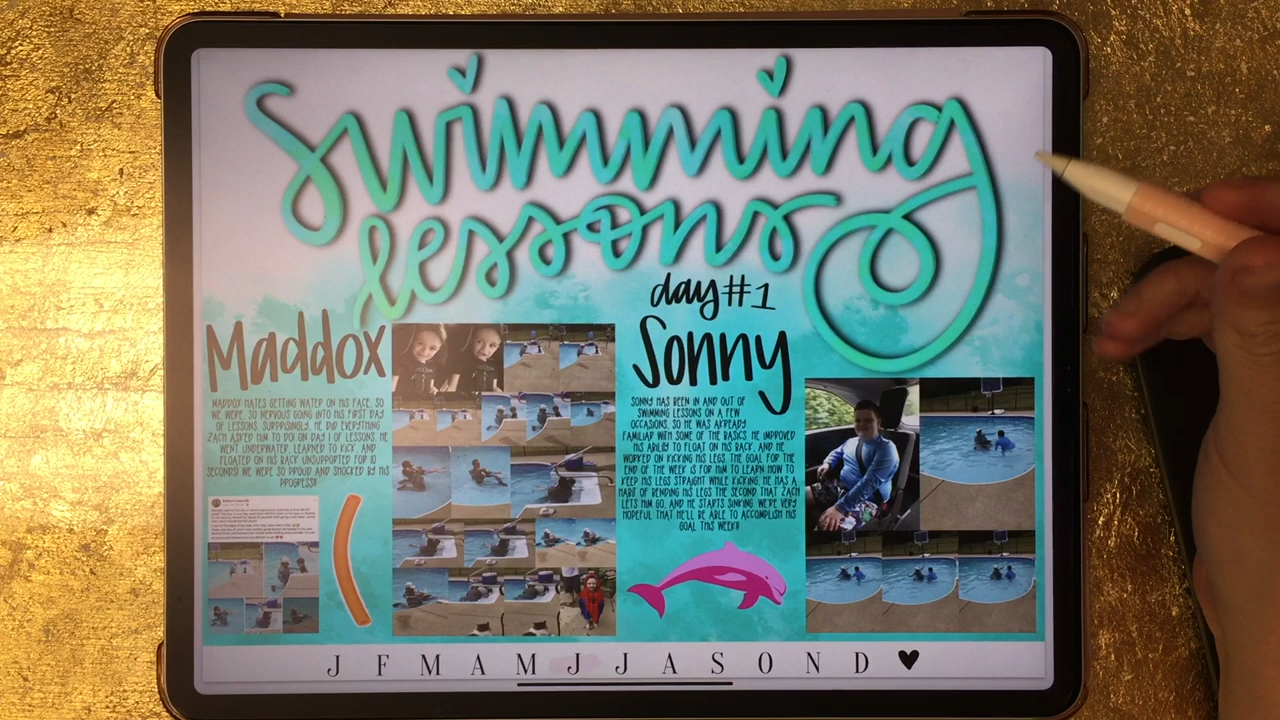 Swimming
lessons
day #1
Maddox
MADDOX HATES GETTING WATER ON HIS FACE, SO
WE WERE, SO NERVOUS GOING INTO HIS FIRST DAY
OF LESSONS. SURPRISINGLY, HE DID EVERYTHING
ZACH ASKED HIM TO DO! ON DAY 1 OF LESSONS, HE
WENT UNDERWATER, LEARNED TO KICK, AND
FLOATED ON HIS BACK UNSUPPORTED FOR 10
SECONDS! WE WERE SO PROUD AND SHOCKED BY HIS
PROGRESS!!
Sonny
SONNY HAS BEEN IN AND OUT OF
SWIMMING LESSONS ON A FEW
OCCASIONS, SO HE WAS ALREADY
FAMILIAR WITH SOME OF THE BASICS. HE IMPROVED
HIS ABILITY TO FLOAT ON HIS BACK, AND HE
WORKED ON KICKING HIS LEGS. THE GOAL FOR THE
END OF THE WEEK IS FOR HIM TO LEARN HOW TO
KEEP HIS LEGS STRAIGHT WHILE KICKING. HE HAS A
HABIT OF BENDING HIS LEGS THE SECOND THAT ZACH
LETS HIM GO, AND HE STARTS SINKING. WE'RE VERY
HOPEFUL THAT HE'LL BE ABLE TO ACCOMPLISH HIS
GOAL THIS WEEK!!
J F M A M J J A S O N D